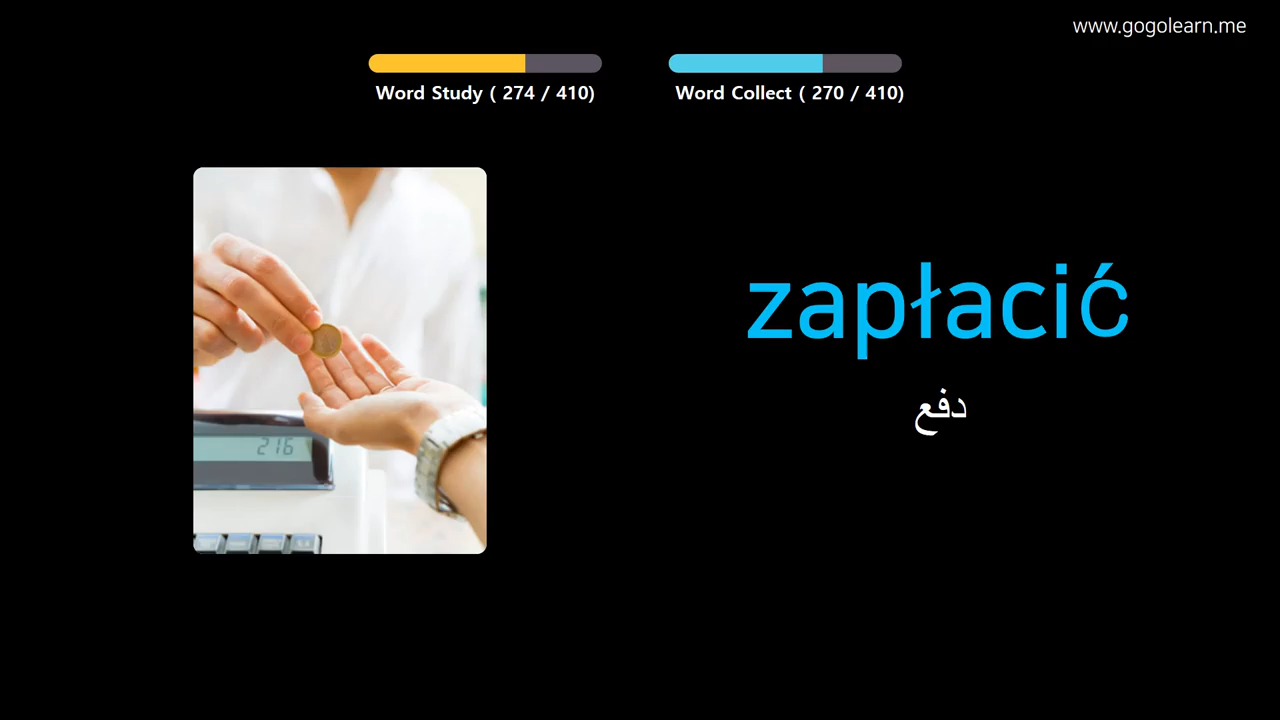 www.gogolearn.me
Word Study ( 274 / 410)
Word Collect ( 270 / 410)
zapłacić
دفع
216